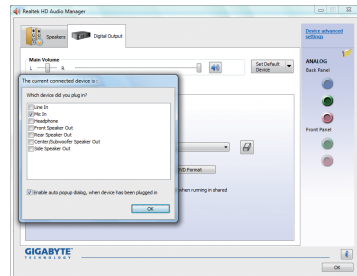 Realtek HD Audio Manager
Speakers
Digital Output
Device advanced
settings
Main Volume
L
R
Set Default
Device
ANALOG
Back Panel
The current connected device is :
Which device did you plug in?
Line In
Mic In
Headphone
Front Speaker Out
Rear Speaker Out
Center/Subwoofer Speaker Out
Side Speaker Out
Front Panel
DVD Format
when running in shared
Enable auto popup dialog, when device has been plugged in
OK
GIGABYTE
TECHNOLOGY
OK